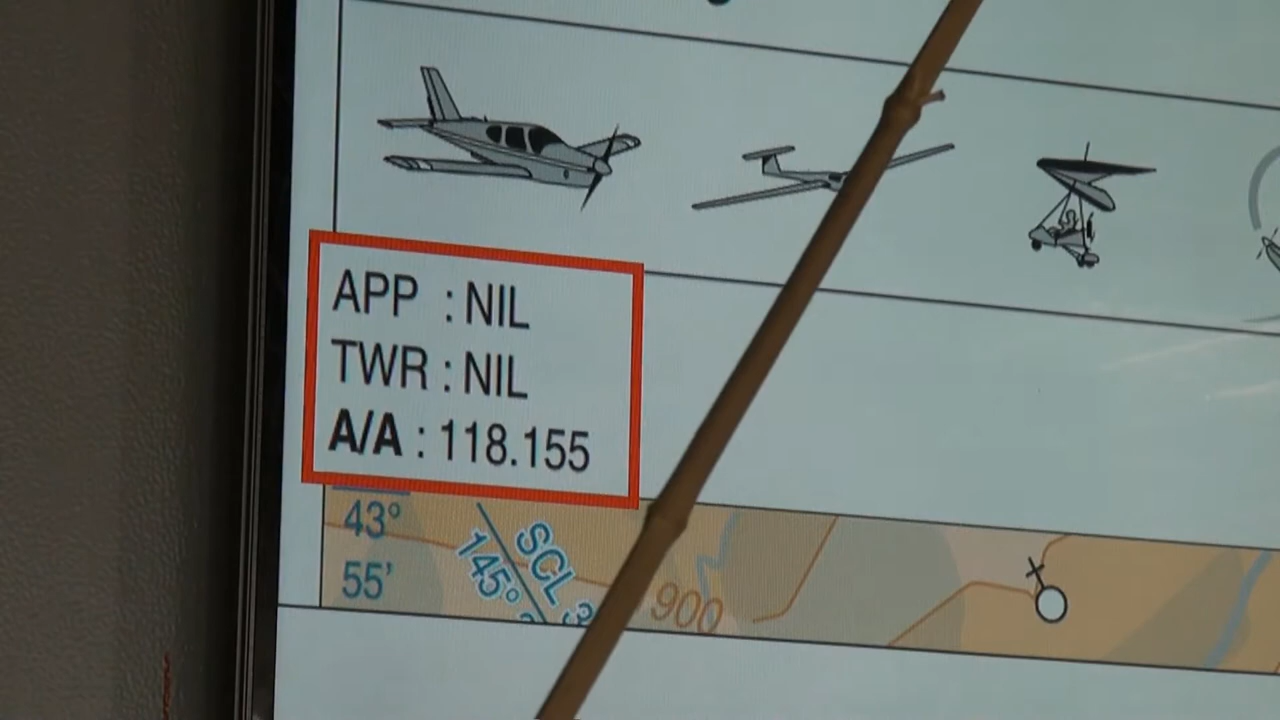 APP : NIL
TWR : NIL
A/A : 118.155
43°
55'
SCL
145°
900